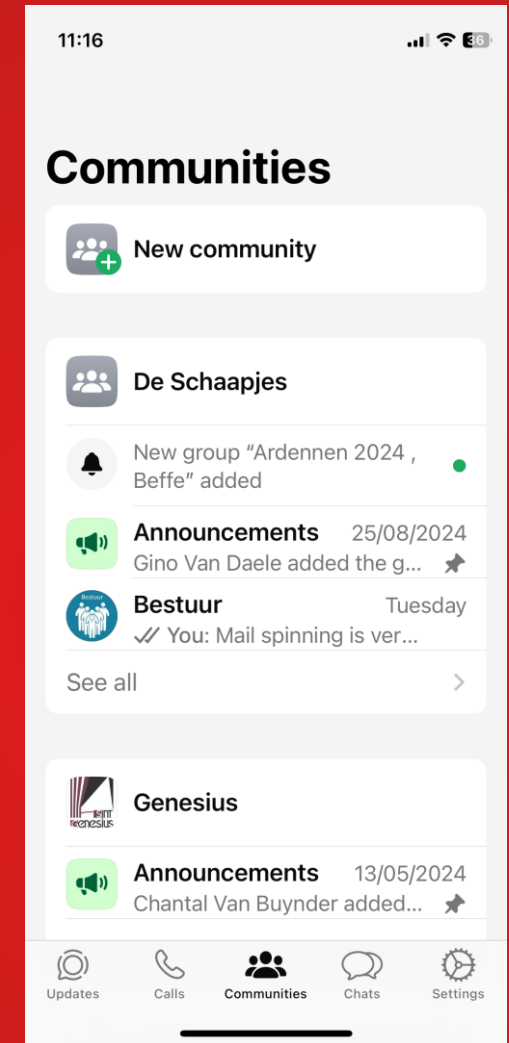 11:16
36
Communities
New community
De Schaapjes
New group “Ardennen 2024 ,
Beffe” added
Announcements 25/08/2024
Gino Van Daele added the g...
Bestuur
Bestuur Tuesday
You: Mail spinning is ver...
See all
Genesius
Announcements 13/05/2024
Chantal Van Buynder added...
Updates Calls Communities Chats Settings